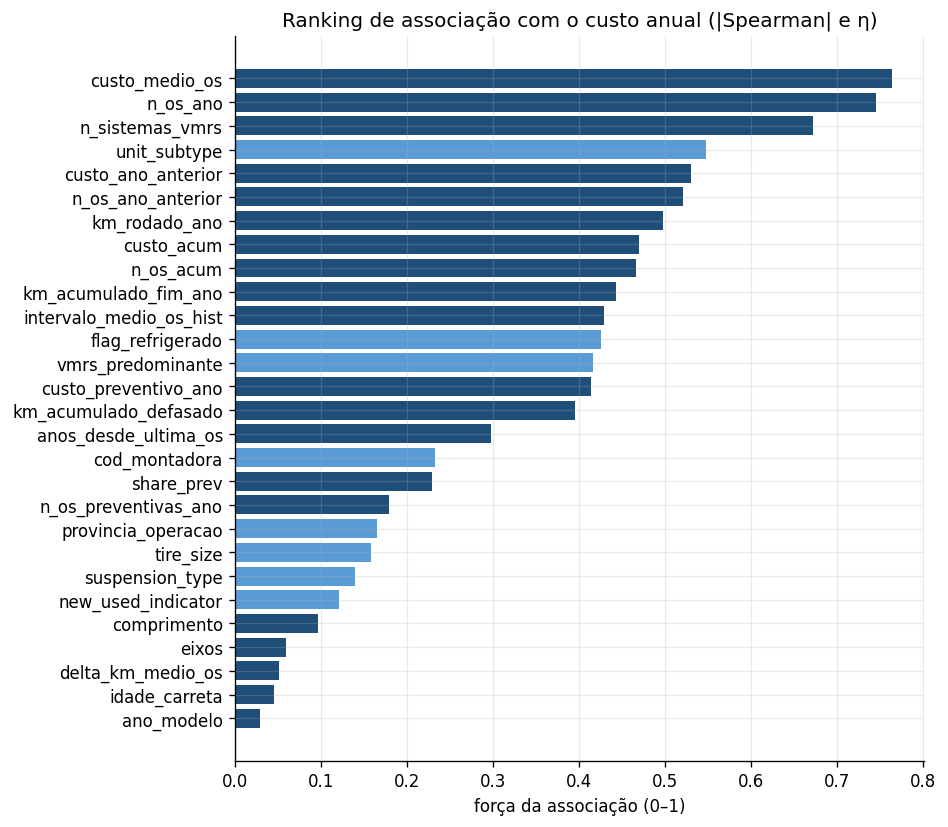 Ranking de associação com o custo anual (|Spearman| e η)
custo_medio_os
n_os_ano
n_sistemas_vmrs
unit_subtype
custo_ano_anterior
n_os_ano_anterior
km_rodado_ano
custo_acum
n_os_acum
km_acumulado_fim_ano
intervalo_medio_os_hist
flag_refrigerado
vmrs_predominante
custo_preventivo_ano
km_acumulado_defasado
anos_desde_ultima_os
cod_montadora
share_prev
n_os_preventivas_ano
provincia_operacao
tire_size
suspension_type
new_used_indicator
comprimento
eixos
delta_km_medio_os
idade_carreta
ano_modelo
0.0 0.1 0.2 0.3 0.4 0.5 0.6 0.7 0.8
força da associação (0–1)